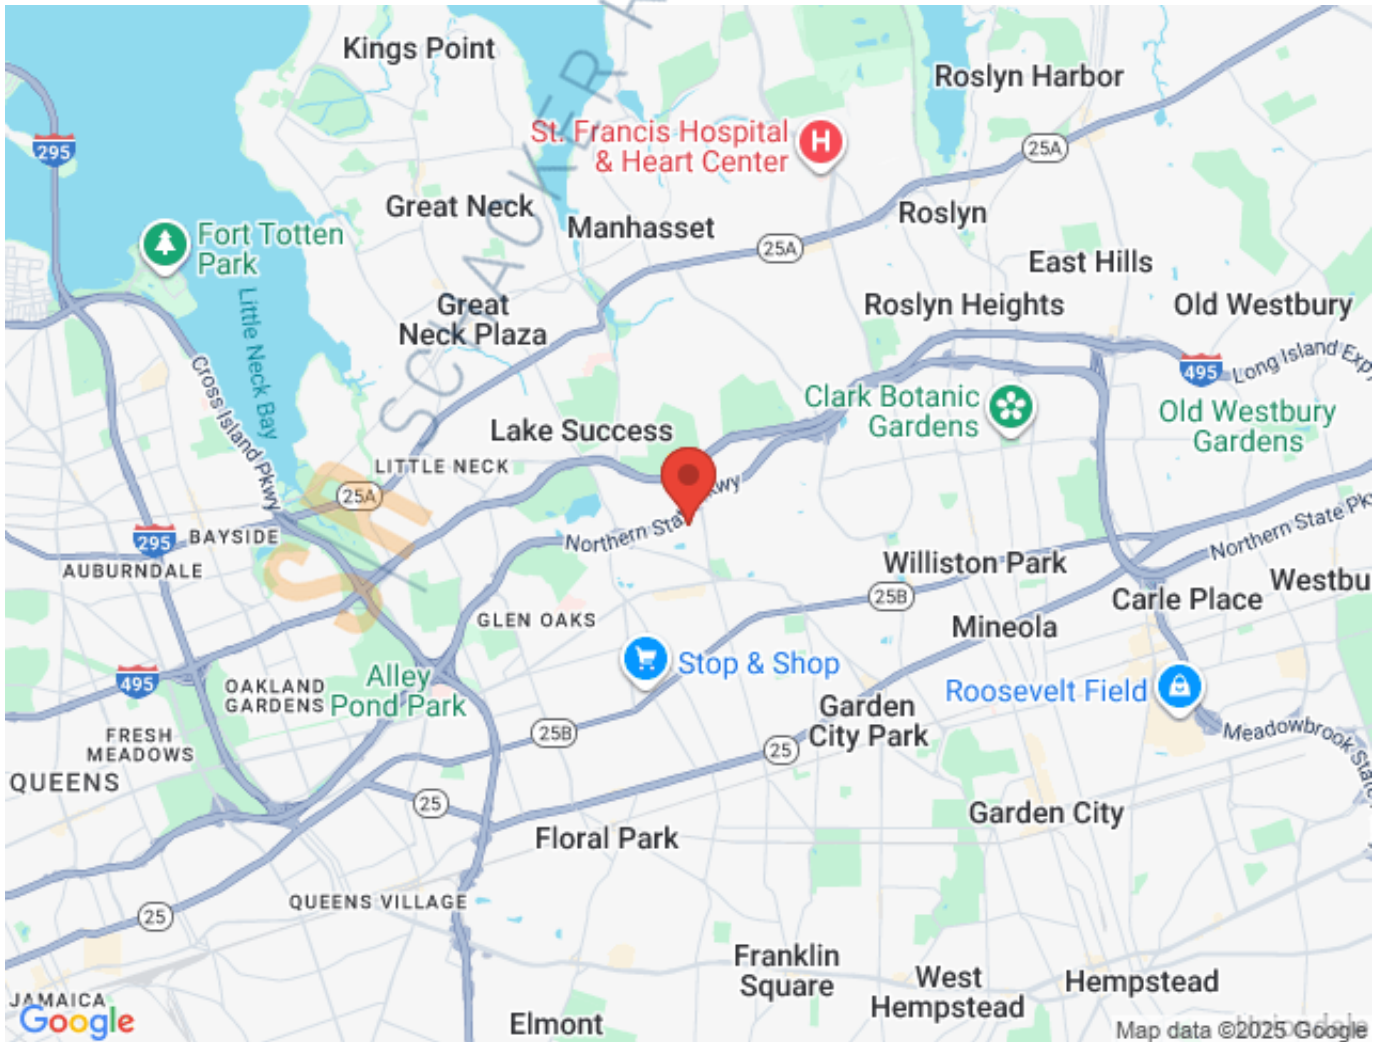 Kings Point
Roslyn Harbor
295
St. Francis Hospital
& Heart Center
H
25A
Great Neck
Manhasset
Roslyn
Fort Totten
Park
25A
East Hills
Little Neck Bay
Great
Neck Plaza
Roslyn Heights
Old Westbury
Cross Island Pkwy
495
Long Island Exp
Clark Botanic
Gardens
Old Westbury
Gardens
Lake Success
LITTLE NECK
25A
295
BAYSIDE
Northern Sta
kwy
Northern State Pk
AUBURNDALE
Williston Park
25B
Carle Place
Westbu
GLEN OAKS
Mineola
495
OAKLAND
GARDENS
Alley
Pond Park
Stop & Shop
Roosevelt Field
FRESH
MEADOWS
25B
25
Garden
City Park
Meadowbrook State
QUEENS
25
Garden City
Floral Park
QUEENS VILLAGE
25
Franklin
Square
West
Hempstead
Hempstead
JAMAICA
Google
Elmont
Map data ©2025 Google